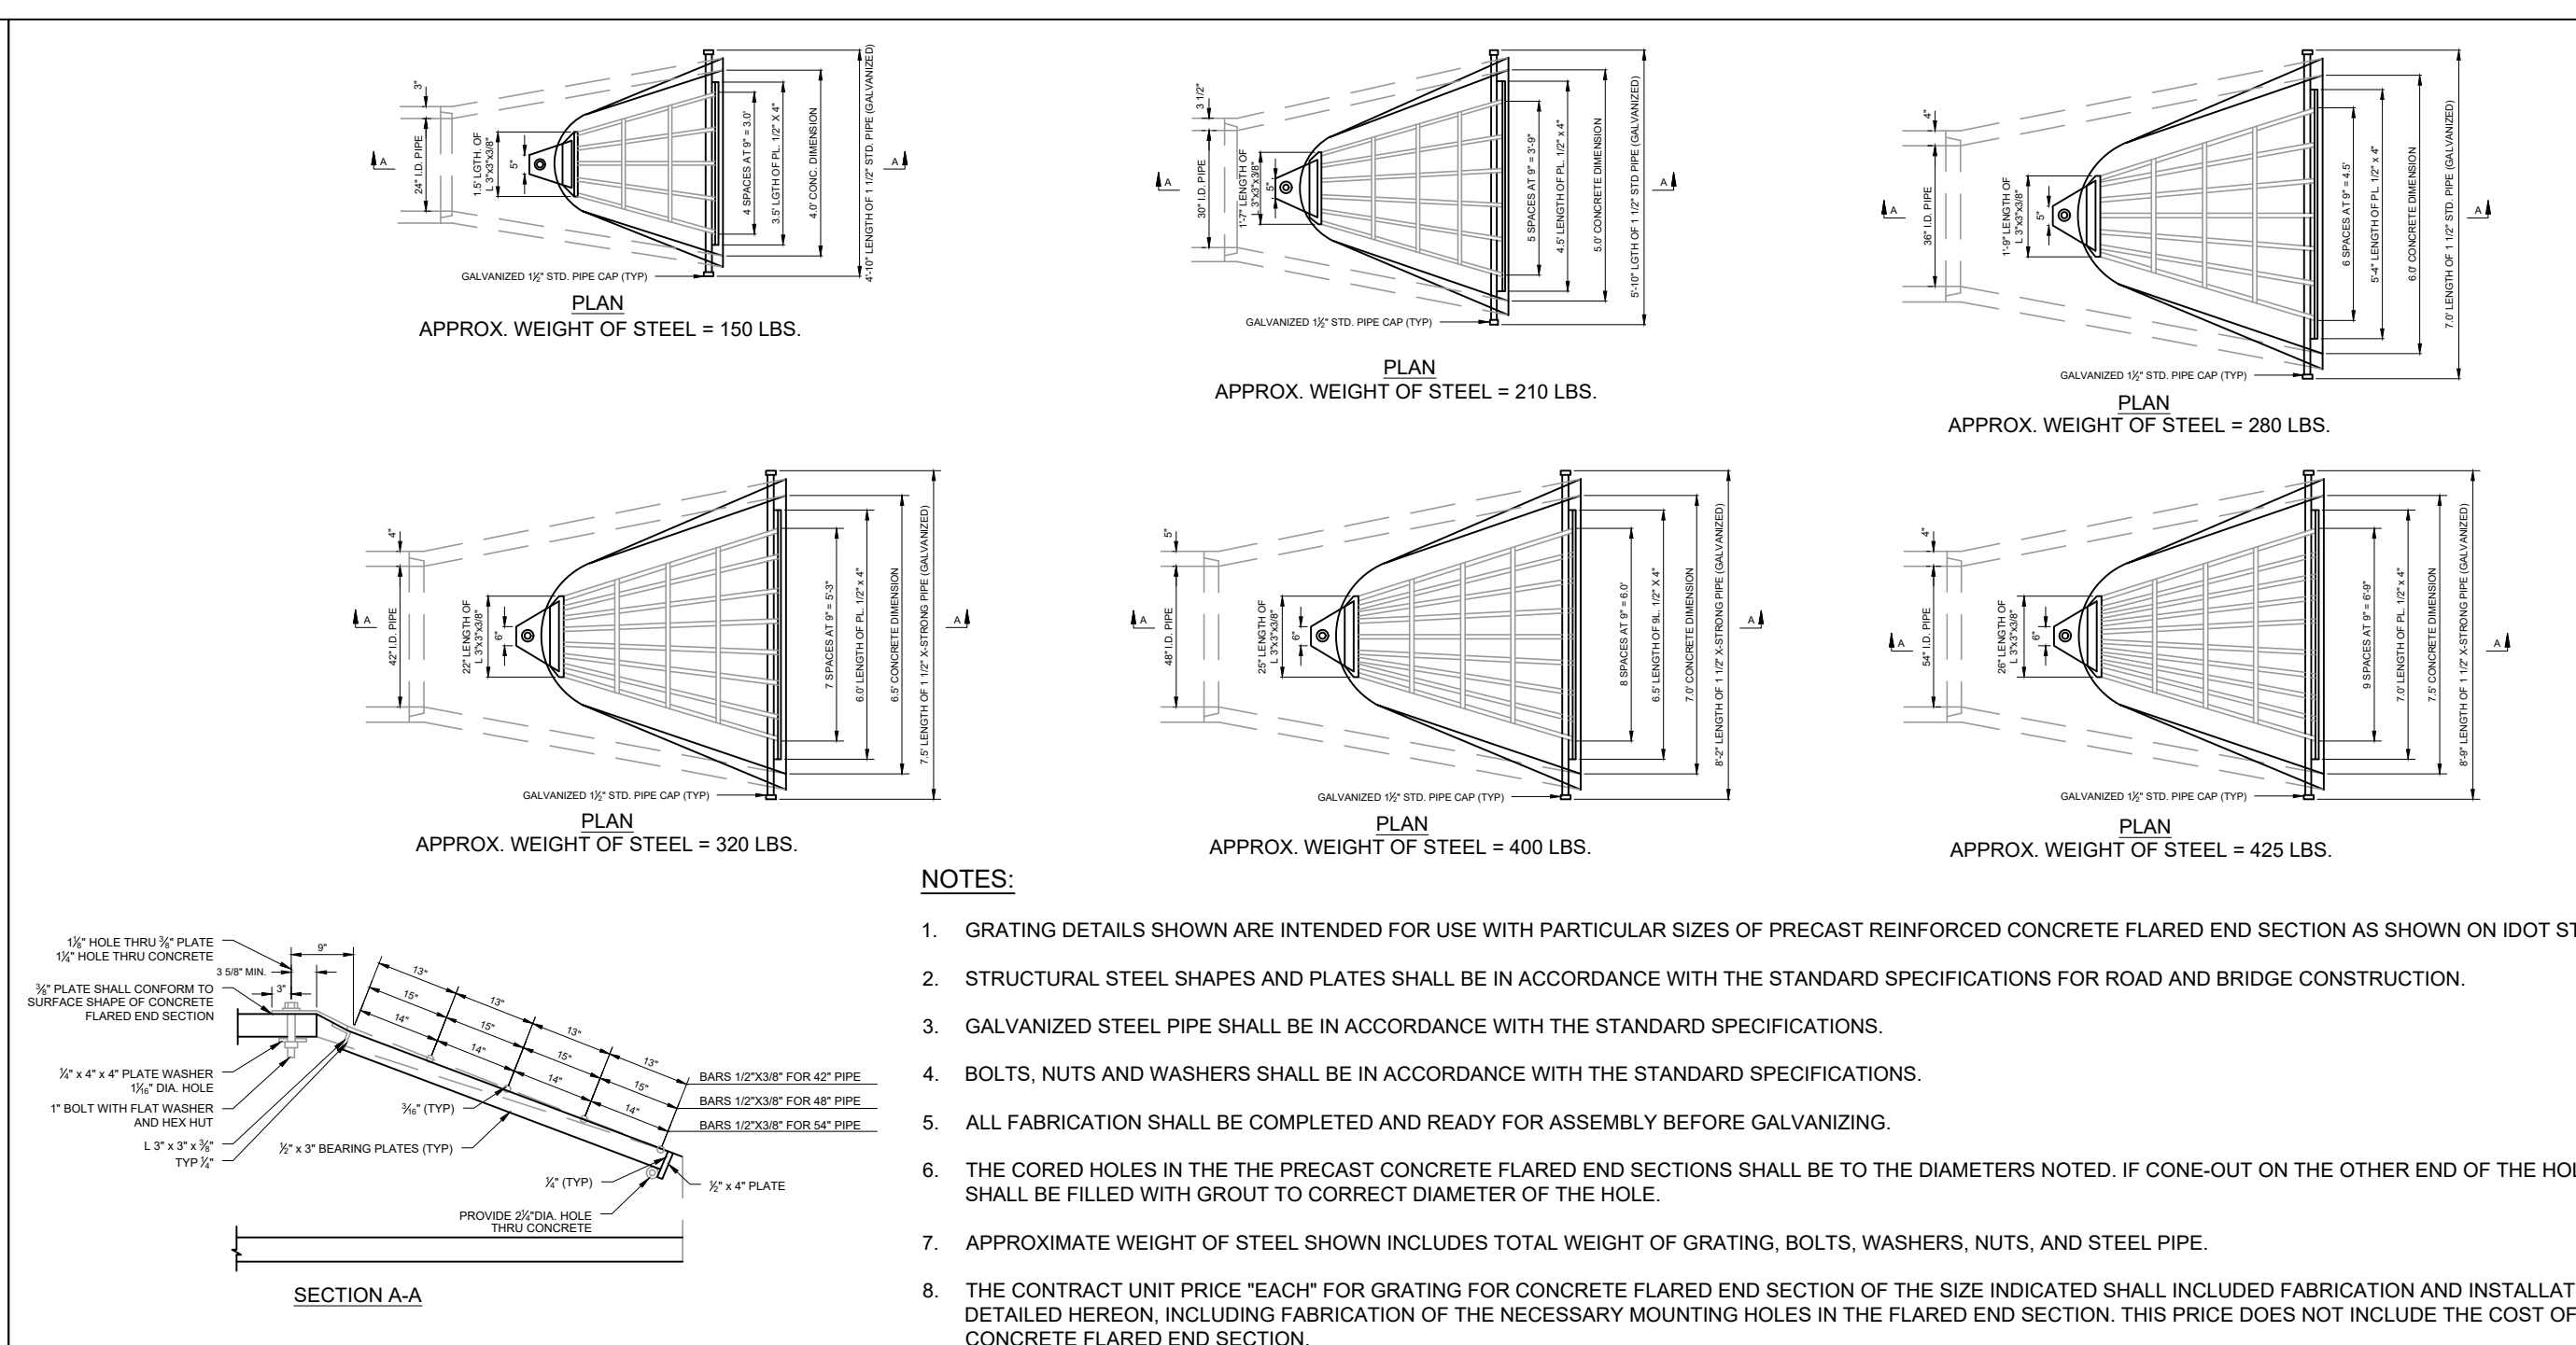 3"
24" I.D. PIPE
1.5' LGTH. OF
L 3"x3"x3/8"
5"
4 SPACES AT 9" = 3.0'
3.5' LGTH OF PL. 1/2" X 4"
4.0' CONC. DIMENSION
4'-10" LENGTH OF 1 1/2" STD. PIPE (GALVANIZED)
A
A
GALVANIZED 1½" STD. PIPE CAP (TYP)
PLAN
APPROX. WEIGHT OF STEEL = 150 LBS.
3 1/2"
30" I.D. PIPE
1'-7" LENGTH OF
L 3"x3"x3/8"
5"
5 SPACES AT 9" = 3'-9"
4.5' LENGTH OF PL. 1/2" x 4"
5.0' CONCRETE DIMENSION
5'-10" LGTH OF 1 1/2" STD PIPE (GALVANIZED)
A
A
GALVANIZED 1½" STD. PIPE CAP (TYP)
PLAN
APPROX. WEIGHT OF STEEL = 210 LBS.
4"
36" I.D. PIPE
1'-9" LENGTH OF
L 3"x3"x3/8"
5"
6 SPACES AT 9" = 4.5'
5'-4" LENGTH OF PL. 1/2" x 4"
6.0' CONCRETE DIMENSION
7.0' LENGTH OF 1 1/2" STD. PIPE (GALVANIZED)
A
A
GALVANIZED 1½" STD. PIPE CAP (TYP)
PLAN
APPROX. WEIGHT OF STEEL = 280 LBS.
4"
42" I.D. PIPE
22" LENGTH OF
L 3"x3"x3/8"
6"
7 SPACES AT 9" = 5'-3"
6.0' LENGTH OF PL. 1/2" x 4"
6.5' CONCRETE DIMENSION
7.5' LENGTH OF 1 1/2" X-STRONG PIPE (GALVANIZED)
A
A
GALVANIZED 1½" STD. PIPE CAP (TYP)
PLAN
APPROX. WEIGHT OF STEEL = 320 LBS.
5"
48" I.D. PIPE
25" LENGTH OF
L 3"x3"x3/8"
6"
8 SPACES AT 9" = 6.0'
6.5' LENGTH OF 9L. 1/2" X 4"
7.0' CONCRETE DIMENSION
8'-2" LENGTH OF 1 1/2" X-STRONG PIPE (GALVANIZED)
A
A
GALVANIZED 1½" STD. PIPE CAP (TYP)
PLAN
APPROX. WEIGHT OF STEEL = 400 LBS.
4"
54" I.D. PIPE
26" LENGTH OF
L 3"x3"x3/8"
6"
9 SPACES AT 9" = 6'-9"
7.0' LENGTH OF PL. 1/2" x 4"
7.5' CONCRETE DIMENSION
8'-9" LENGTH OF 1 1/2" X-STRONG PIPE (GALVANIZED)
A
A
GALVANIZED 1½" STD. PIPE CAP (TYP)
PLAN
APPROX. WEIGHT OF STEEL = 425 LBS.
1⅛" HOLE THRU ⅜" PLATE
1¼" HOLE THRU CONCRETE
⅜" PLATE SHALL CONFORM TO
SURFACE SHAPE OF CONCRETE
FLARED END SECTION
¼" x 4" x 4" PLATE WASHER
1¹⁄₁₆" DIA. HOLE
1" BOLT WITH FLAT WASHER
AND HEX HUT
L 3" x 3" x ⅜"
TYP ¼"
9"
3 5/8" MIN.
3"
13"
13"
13"
13"
15"
15"
15"
15"
14"
14"
14"
14"
BARS 1/2"X3/8" FOR 42" PIPE
BARS 1/2"X3/8" FOR 48" PIPE
BARS 1/2"X3/8" FOR 54" PIPE
³⁄₁₆" (TYP)
½" x 3" BEARING PLATES (TYP)
¼" (TYP)
½" x 4" PLATE
PROVIDE 2¼"DIA. HOLE
THRU CONCRETE
SECTION A-A
NOTES:
1. GRATING DETAILS SHOWN ARE INTENDED FOR USE WITH PARTICULAR SIZES OF PRECAST REINFORCED CONCRETE FLARED END SECTION AS SHOWN ON IDOT ST
2. STRUCTURAL STEEL SHAPES AND PLATES SHALL BE IN ACCORDANCE WITH THE STANDARD SPECIFICATIONS FOR ROAD AND BRIDGE CONSTRUCTION.
3. GALVANIZED STEEL PIPE SHALL BE IN ACCORDANCE WITH THE STANDARD SPECIFICATIONS.
4. BOLTS, NUTS AND WASHERS SHALL BE IN ACCORDANCE WITH THE STANDARD SPECIFICATIONS.
5. ALL FABRICATION SHALL BE COMPLETED AND READY FOR ASSEMBLY BEFORE GALVANIZING.
6. THE CORED HOLES IN THE THE PRECAST CONCRETE FLARED END SECTIONS SHALL BE TO THE DIAMETERS NOTED. IF CONE-OUT ON THE OTHER END OF THE HOL
SHALL BE FILLED WITH GROUT TO CORRECT DIAMETER OF THE HOLE.
7. APPROXIMATE WEIGHT OF STEEL SHOWN INCLUDES TOTAL WEIGHT OF GRATING, BOLTS, WASHERS, NUTS, AND STEEL PIPE.
8. THE CONTRACT UNIT PRICE "EACH" FOR GRATING FOR CONCRETE FLARED END SECTION OF THE SIZE INDICATED SHALL INCLUDED FABRICATION AND INSTALLAT
DETAILED HEREON, INCLUDING FABRICATION OF THE NECESSARY MOUNTING HOLES IN THE FLARED END SECTION. THIS PRICE DOES NOT INCLUDE THE COST OF
CONCRETE FLARED END SECTION.